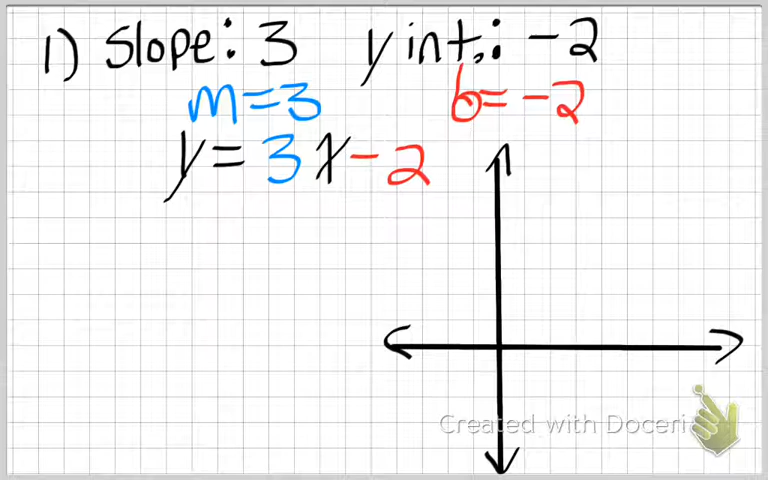 1) Slope: 3 y int.: -2
m=3 b= -2
y= 3x-2
Created with Doceri